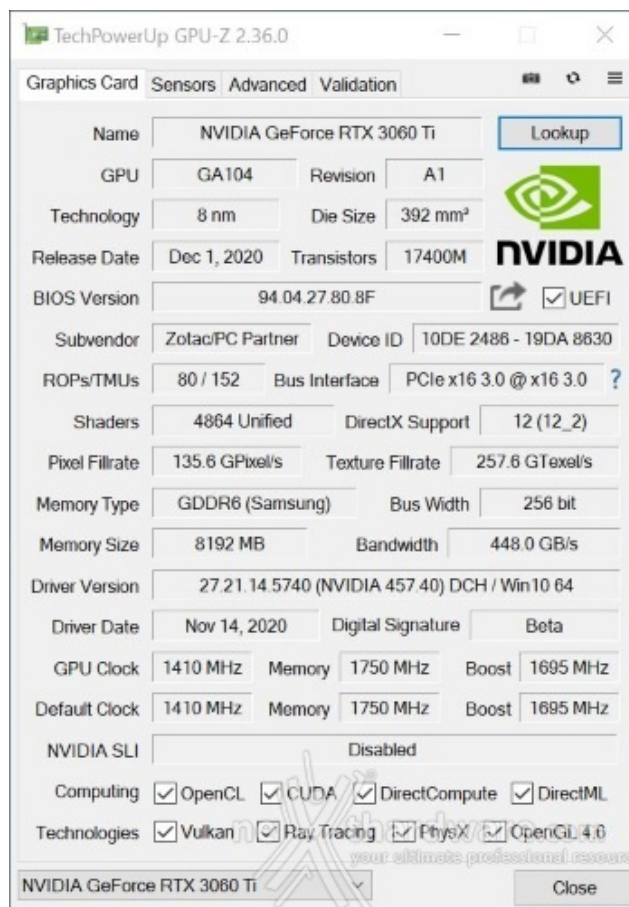 TechPowerUp GPU-Z 2.36.0
Graphics Card Sensors Advanced Validation
Name NVIDIA GeForce RTX 3060 Ti Lookup
GPU GA104 Revision A1
Technology 8 nm Die Size 392 mm²
NVIDIA
Release Date Dec 1, 2020 Transistors 17400M
BIOS Version 94.04.27.80.8F UEFI
Subvendor Zotac/PC Partner Device ID 10DE 2486 - 19DA 8630
ROPs/TMUs 80 / 152 Bus Interface PCIe x16 3.0 @ x16 3.0 ?
Shaders 4864 Unified DirectX Support 12 (12_2)
Pixel Fillrate 135.6 GPixel/s Texture Fillrate 257.6 GTexel/s
Memory Type GDDR6 (Samsung) Bus Width 256 bit
Memory Size 8192 MB Bandwidth 448.0 GB/s
Driver Version 27.21.14.5740 (NVIDIA 457.40) DCH / Win10 64
Driver Date Nov 14, 2020 Digital Signature Beta
GPU Clock 1410 MHz Memory 1750 MHz Boost 1695 MHz
Default Clock 1410 MHz Memory 1750 MHz Boost 1695 MHz
NVIDIA SLI Disabled
Computing OpenCL CUDA DirectCompute DirectML
Technologies Vulkan Ray Tracing PhysX OpenGL 4.6
your ultimate professional
NVIDIA GeForce RTX 3060 Ti Close